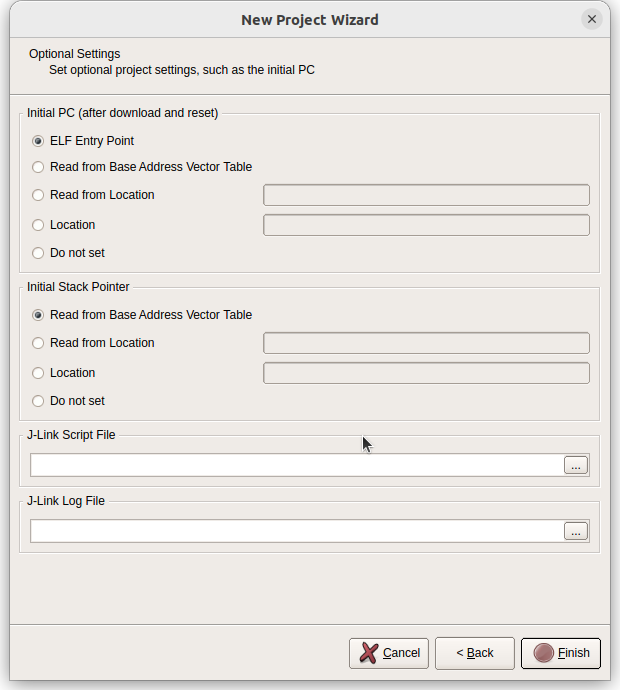 New Project Wizard
Optional Settings
Set optional project settings, such as the initial PC
Initial PC (after download and reset)
ELF Entry Point
Read from Base Address Vector Table
Read from Location
Location
Do not set
Initial Stack Pointer
Read from Base Address Vector Table
Read from Location
Location
Do not set
J-Link Script File
...
J-Link Log File
...
Cancel
< Back
Finish